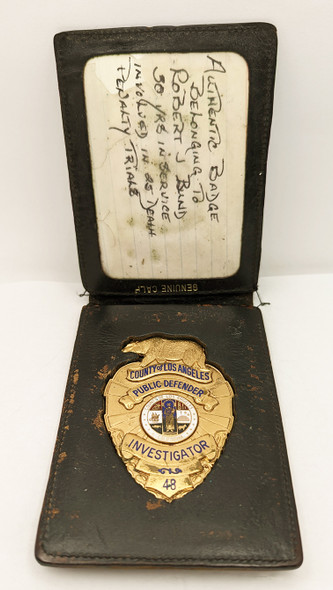 AUTHENTIC BADGE
BELONGING TO
ROBERT J BUND
30 YRS IN SERVICE
INVOLVED IN 25 DEATH
PENALTY TRIALS
GENUINE CALF
COUNTY OF LOS ANGELES
PUBLIC DEFENDER
INVESTIGATOR
48